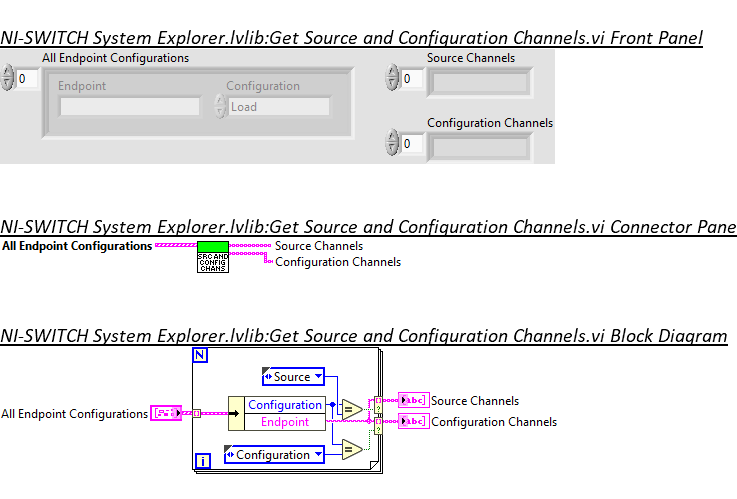 NI-SWITCH System Explorer.lvlib:Get Source and Configuration Channels.vi Front Panel
All Endpoint Configurations
Source Channels
0
Endpoint
Configuration
0
Load
Configuration Channels
0
NI-SWITCH System Explorer.lvlib:Get Source and Configuration Channels.vi Connector Pane
All Endpoint Configurations
Source Channels
SRC AND
CONFIG
CHANS
Configuration Channels
NI-SWITCH System Explorer.lvlib:Get Source and Configuration Channels.vi Block Diagram
N
Source
All Endpoint Configurations
Configuration
Endpoint
=
abc
Source Channels
?
abc
Configuration Channels
?
Configuration
=
i